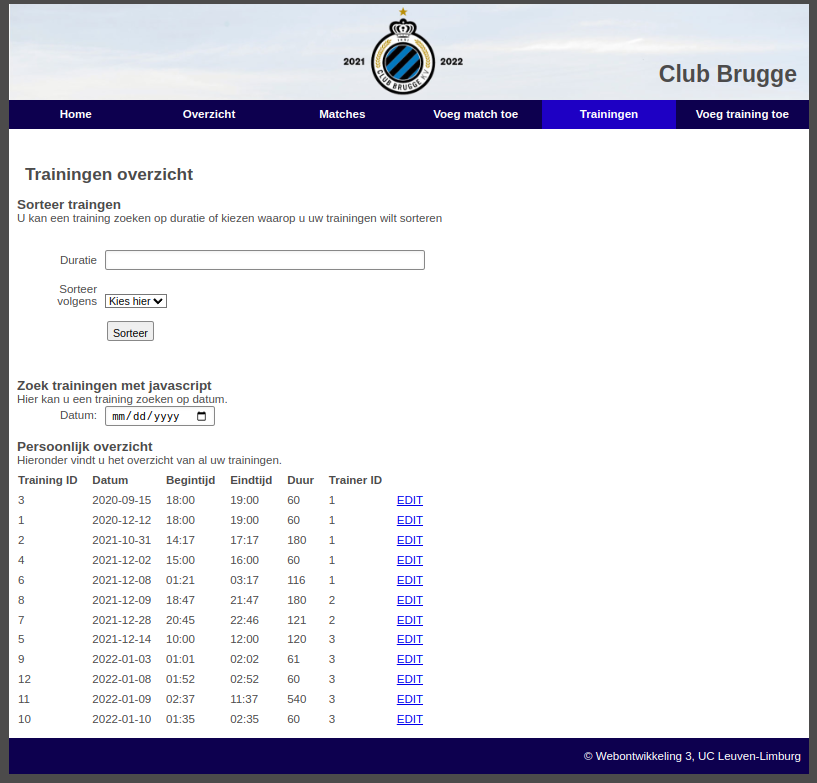 2021 2022
CLUB BRUGGE K.V
Club Brugge
Home Overzicht Matches Voeg match toe Trainingen Voeg training toe
Trainingen overzicht
Sorteer traingen
U kan een training zoeken op duratie of kiezen waarop u uw trainingen wilt sorteren
Duratie
Sorteer
volgens Kies hier
Sorteer
Zoek trainingen met javascript
Hier kan u een training zoeken op datum.
Datum: mm/dd/yyyy
Persoonlijk overzicht
Hieronder vindt u het overzicht van al uw trainingen.
Training ID Datum Begintijd Eindtijd Duur Trainer ID
3 2020-09-15 18:00 19:00 60 1 EDIT
1 2020-12-12 18:00 19:00 60 1 EDIT
2 2021-10-31 14:17 17:17 180 1 EDIT
4 2021-12-02 15:00 16:00 60 1 EDIT
6 2021-12-08 01:21 03:17 116 1 EDIT
8 2021-12-09 18:47 21:47 180 2 EDIT
7 2021-12-28 20:45 22:46 121 2 EDIT
5 2021-12-14 10:00 12:00 120 3 EDIT
9 2022-01-03 01:01 02:02 61 3 EDIT
12 2022-01-08 01:52 02:52 60 3 EDIT
11 2022-01-09 02:37 11:37 540 3 EDIT
10 2022-01-10 01:35 02:35 60 3 EDIT
© Webontwikkeling 3, UC Leuven-Limburg